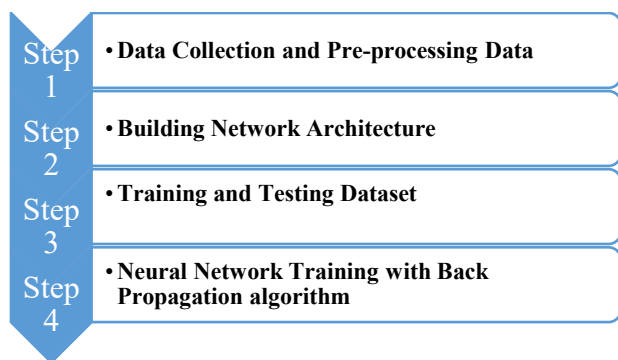 Step
1
• Data Collection and Pre-processing Data
Step
2
• Building Network Architecture
Step
3
• Training and Testing Dataset
Step
4
• Neural Network Training with Back
Propagation algorithm